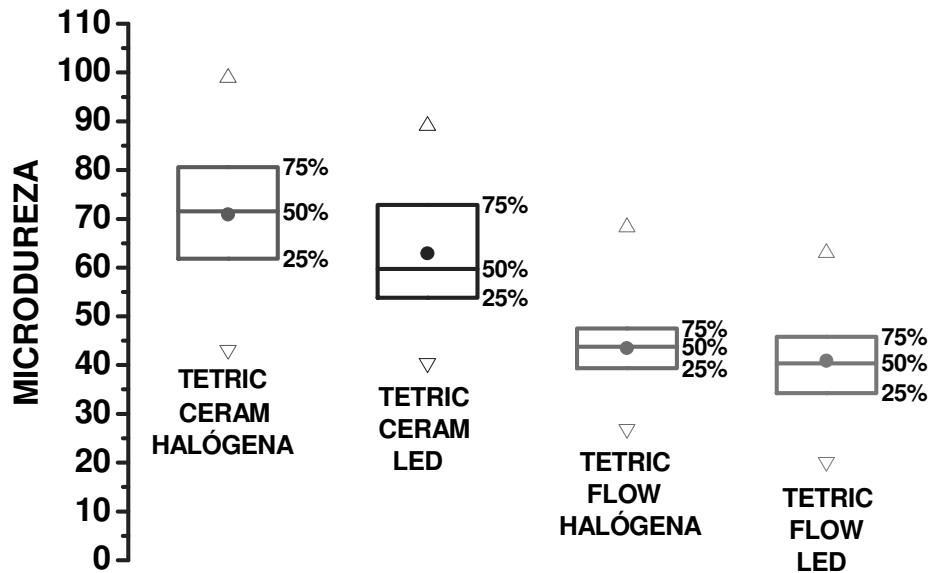 MICRODUREZA
110
100
90
80
70
60
50
40
30
20
10
0
75%
50%
25%
TETRIC
CERAM
HALÓGENA
75%
50%
25%
TETRIC
CERAM
LED
75%
50%
25%
TETRIC
FLOW
HALÓGENA
75%
50%
25%
TETRIC
FLOW
LED